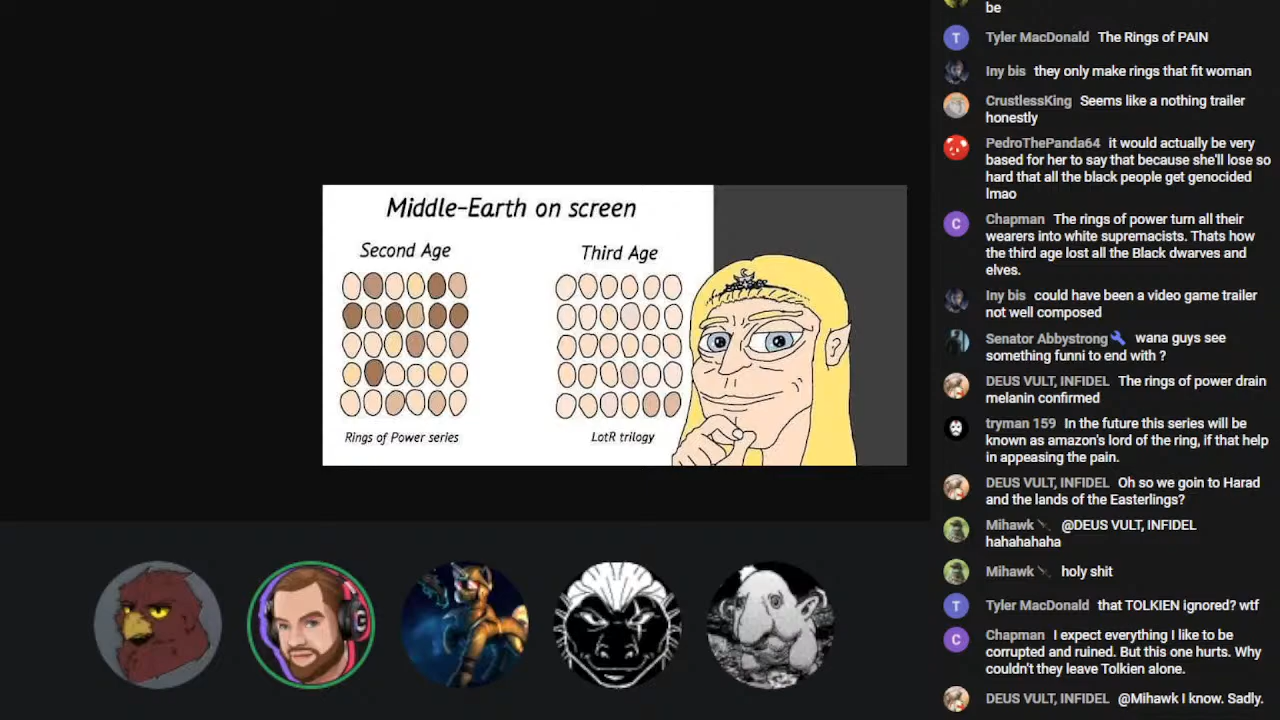 Middle-Earth on screen
Second Age
Third Age
Rings of Power series
LotR trilogy
be
Tyler MacDonald The Rings of PAIN
Iny bis they only make rings that fit woman
CrustlessKing Seems like a nothing trailer
honestly
PedroThePanda64 it would actually be very
based for her to say that because she'll lose so
hard that all the black people get genocided
lmao
C
Chapman The rings of power turn all their
wearers into white supremacists. Thats how
the third age lost all the Black dwarves and
elves.
Iny bis could have been a video game trailer
not well composed
Senator Abbystrong wana guys see
something funni to end with ?
DEUS VULT, INFIDEL The rings of power drain
melanin confirmed
tryman 159 In the future this series will be
known as amazon's lord of the ring, if that help
in appeasing the pain.
DEUS VULT, INFIDEL Oh so we goin to Harad
and the lands of the Easterlings?
Mihawk @DEUS VULT, INFIDEL
hahahahaha
Mihawk holy shit
T
Tyler MacDonald that TOLKIEN ignored? wtf
C
Chapman I expect everything I like to be
corrupted and ruined. But this one hurts. Why
couldn't they leave Tolkien alone.
DEUS VULT, INFIDEL @Mihawk I know. Sadly.